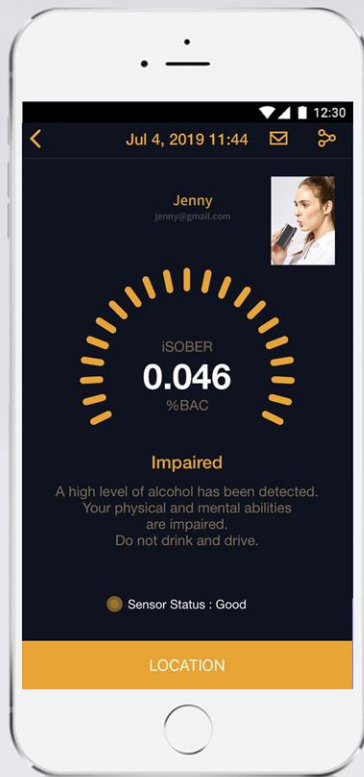 12:30
Jul 4, 2019 11:44
Jenny
jenny@gmail.com
iSOBER
0.046
%BAC
Impaired
A high level of alcohol has been detected.
Your physical and mental abilities
are impaired.
Do not drink and drive.
Sensor Status : Good
LOCATION